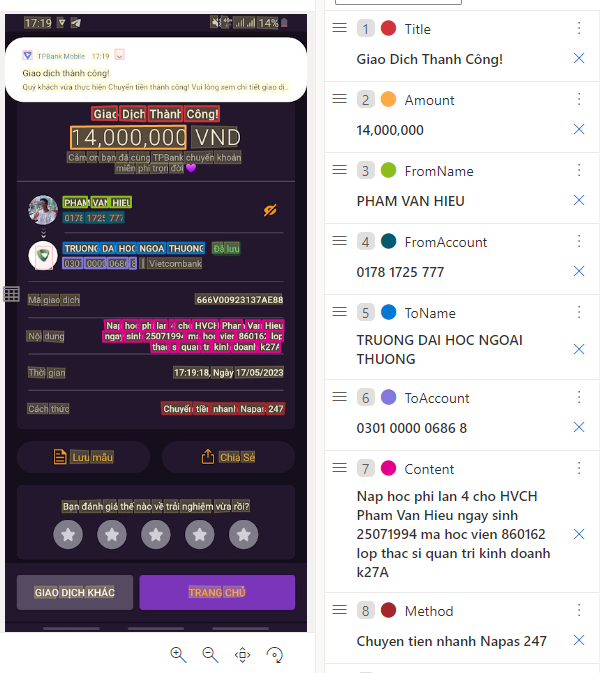 17:19 14%
TPBank Mobile 17:19
Giao dịch thành công!
Quý khách vừa thực hiện Chuyển tiền thành công! Vui lòng xem chi tiết giao dị...
Giao Dịch Thành Công!
14,000,000 VND
Cảm ơn bạn đã cùng TPBank chuyển khoản
miễn phí trọn đời
PHAM VAN HIEU
0178 1725 777
TRUONG DAI HOC NGOAI THUONG Đã lưu
0301 0000 0686 8 | Vietcombank
Mã giao dịch 666V00923137AE88
Nội dung Nap hoc phi lan 4 cho HVCH Pham Van Hieu
ngay sinh 25071994 ma hoc vien 860162 lop
thac si quan tri kinh doanh k27A
Thời gian 17:19:18, Ngày 17/05/2023
Cách thức Chuyển tiền nhanh Napas 247
Lưu mẫu Chia Sẻ
Bạn đánh giá thế nào về trải nghiệm vừa rồi?
GIAO DỊCH KHÁC TRANG CHỦ
1 Title
Giao Dich Thanh Cong!
2 Amount
14,000,000
3 FromName
PHAM VAN HIEU
4 FromAccount
0178 1725 777
5 ToName
TRUONG DAI HOC NGOAI
THUONG
6 ToAccount
0301 0000 0686 8
7 Content
Nap hoc phi lan 4 cho HVCH
Pham Van Hieu ngay sinh
25071994 ma hoc vien 860162
lop thac si quan tri kinh doanh
k27A
8 Method
Chuyen tien nhanh Napas 247